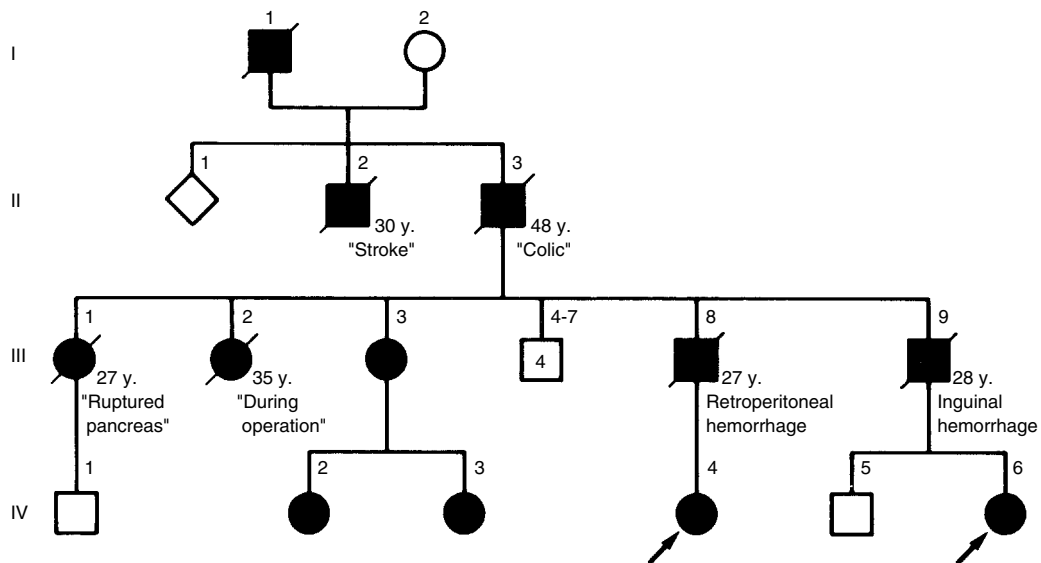 1 2
I
1 2 3
II
30 y. 48 y.
"Stroke" "Colic"
1 2 3 4-7 8 9
III
4
27 y. 35 y. 27 y. 28 y.
"Ruptured "During Retroperitoneal Inguinal
pancreas" operation" hemorrhage hemorrhage
1 2 3 4 5 6
IV